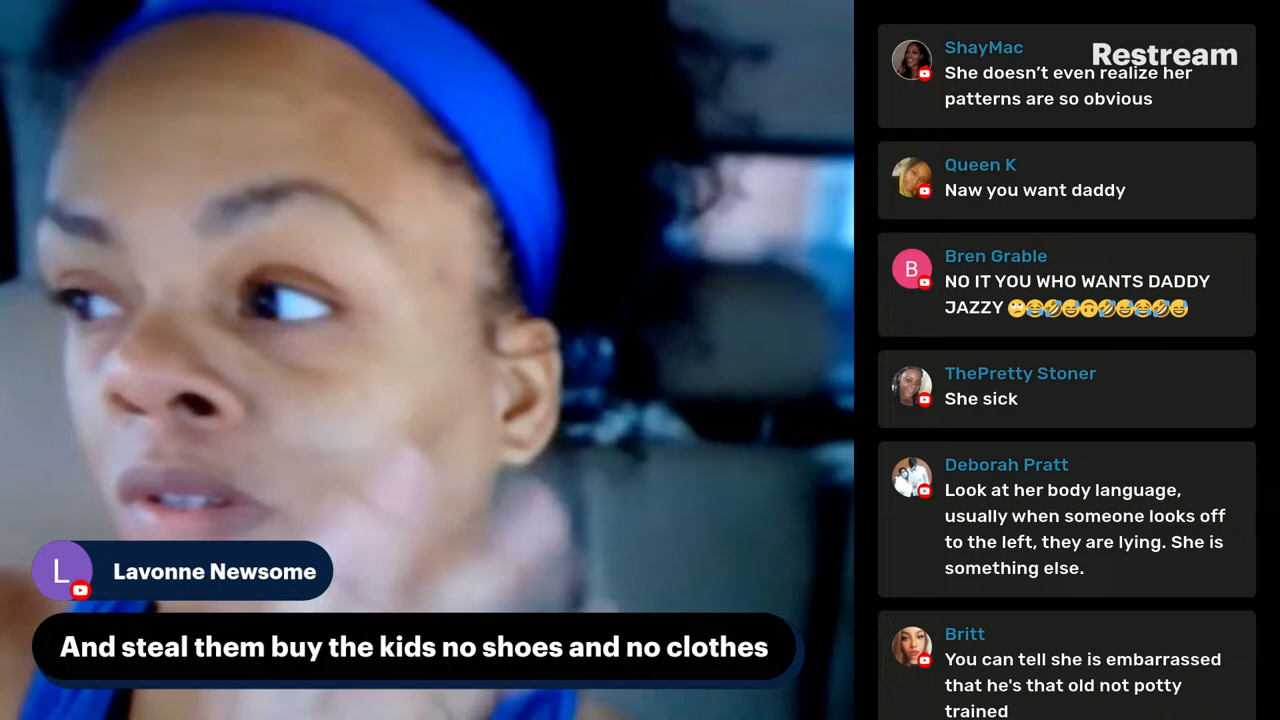 L
Lavonne Newsome
And steal them buy the kids no shoes and no clothes
Restream
ShayMac
She doesn’t even realize her
patterns are so obvious
Queen K
Naw you want daddy
B
Bren Grable
NO IT YOU WHO WANTS DADDY
JAZZY 🙄😂🤣😅🙃🤣😅😂🤣😅
ThePretty Stoner
She sick
Deborah Pratt
Look at her body language,
usually when someone looks off
to the left, they are lying. She is
something else.
Britt
You can tell she is embarrassed
that he's that old not potty
trained